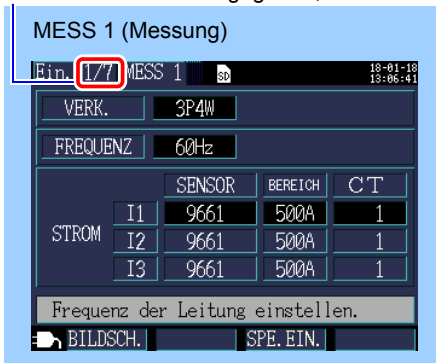 MESS 1 (Messung)
Ein. 1/7 MESS 1 SD 18-01-18
13:06:41
VERK. 3P4W
FREQUENZ 60Hz
SENSOR BEREICH CT
STROM
I1 9661 500A 1
I2 9661 500A 1
I3 9661 500A 1
Frequenz der Leitung einstellen.
BILDSCH. SPE.EIN.